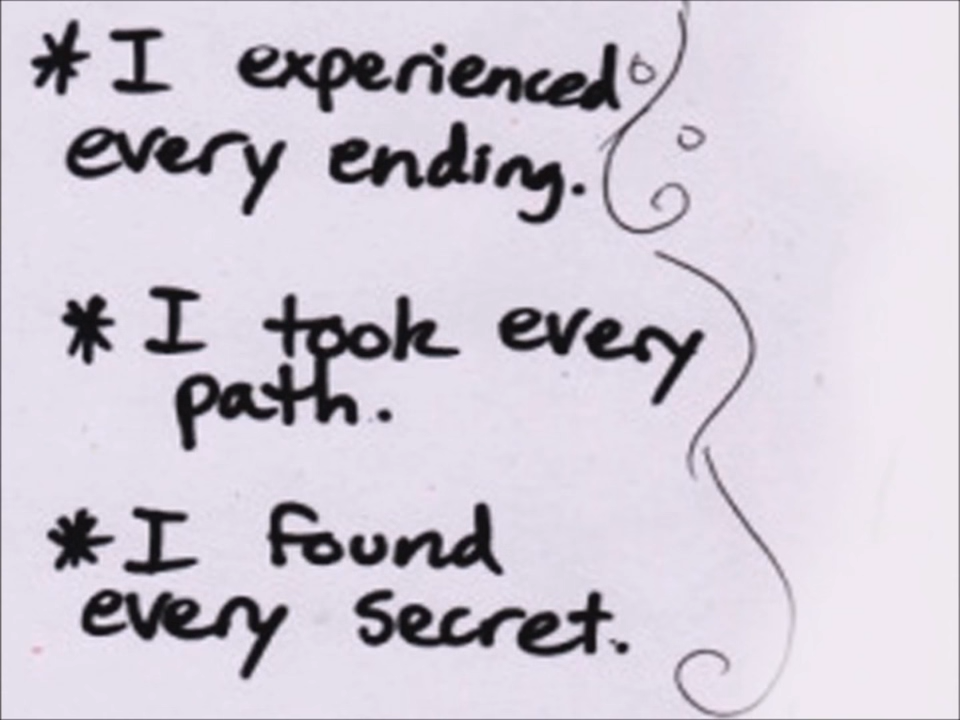 * I experienced
every ending.
* I took every
path.
* I found
every secret.